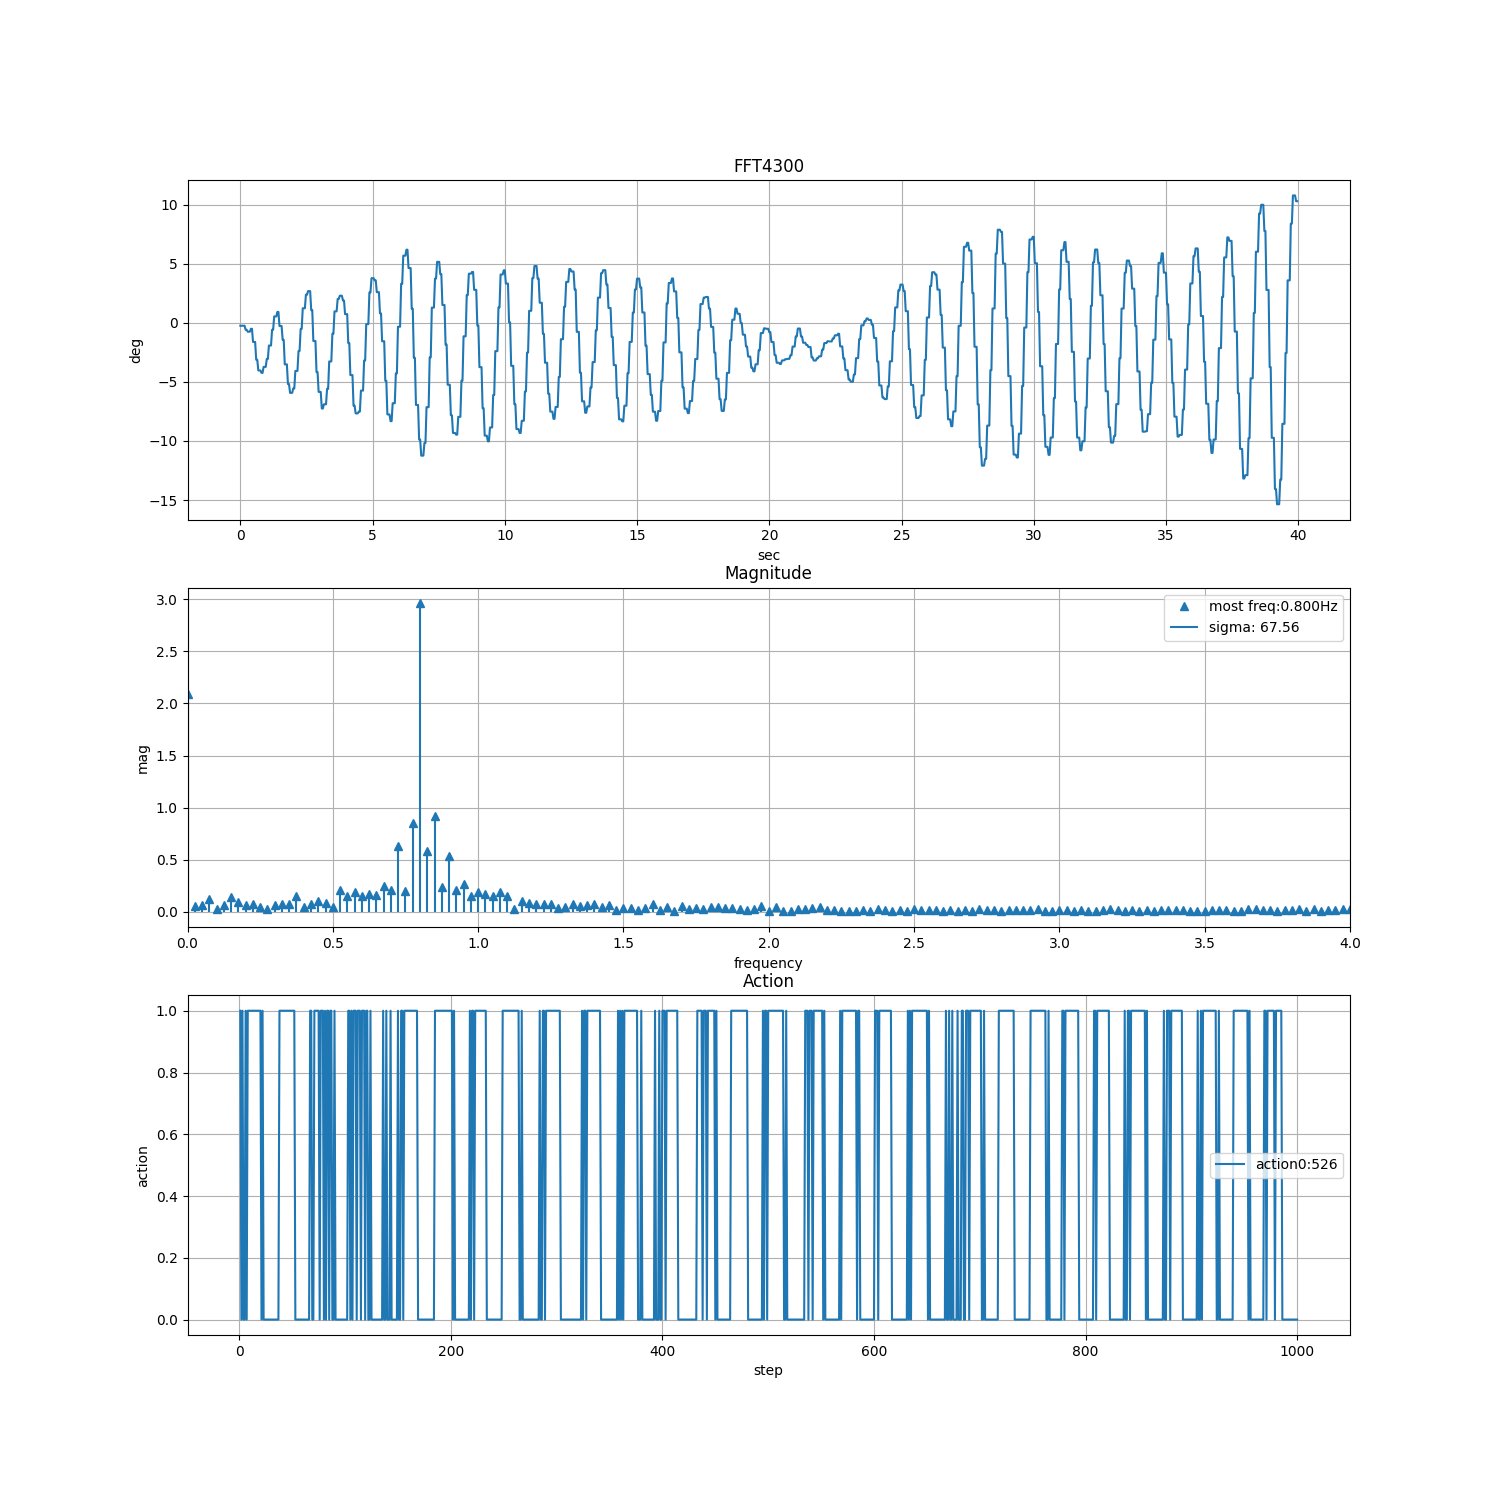 FFT4300
10
5
0
−5
−10
−15
deg
0 5 10 15 20 25 30 35 40
sec
Magnitude
3.0
2.5
2.0
1.5
1.0
0.5
0.0
mag
most freq:0.800Hz
sigma: 67.56
0.0 0.5 1.0 1.5 2.0 2.5 3.0 3.5 4.0
frequency
Action
1.0
0.8
0.6
0.4
0.2
0.0
action
action0:526
0 200 400 600 800 1000
step